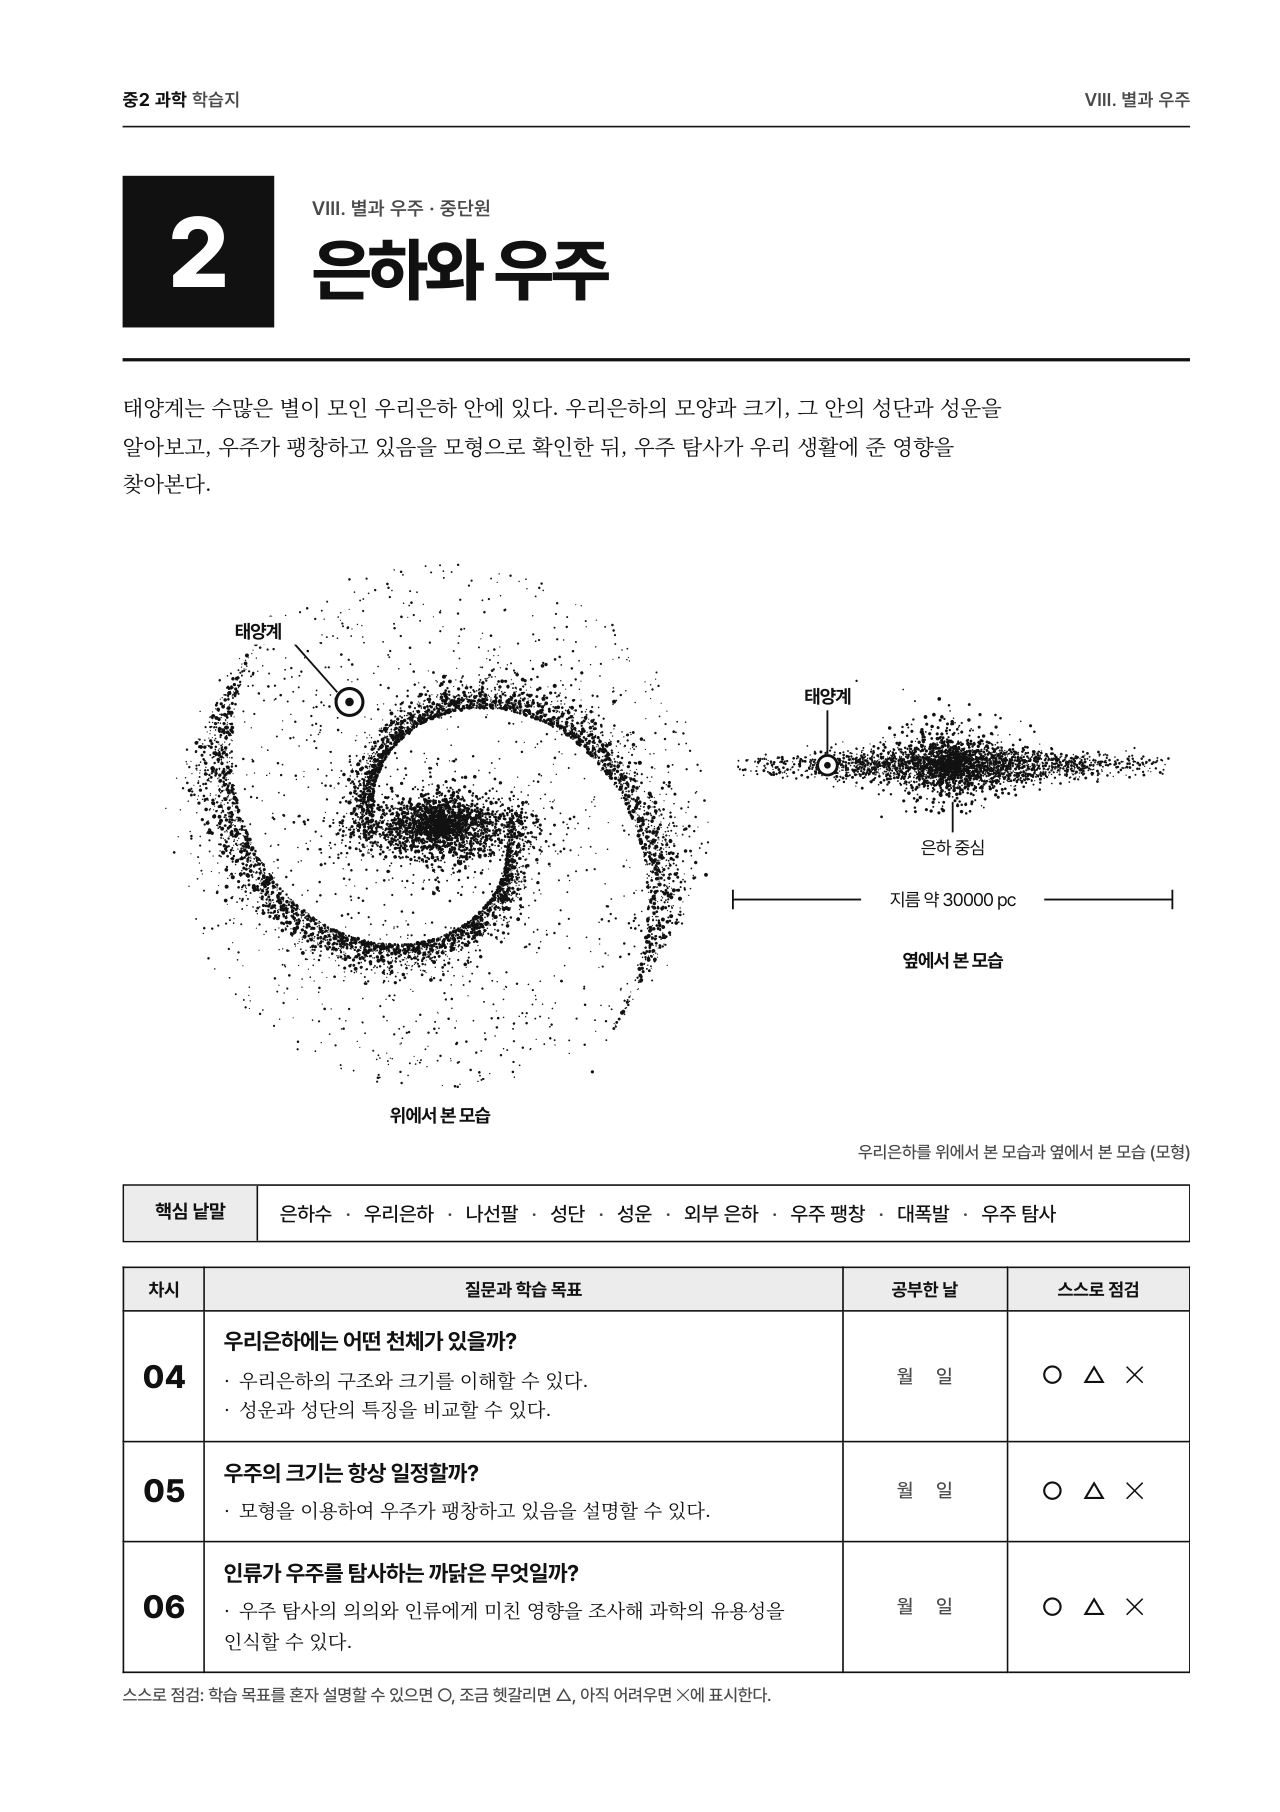 중2 과학 학습지
VIII. 별과 우주
2
VIII. 별과 우주 · 중단원
은하와 우주
태양계는 수많은 별이 모인 우리은하 안에 있다. 우리은하의 모양과 크기, 그 안의 성단과 성운을
알아보고, 우주가 팽창하고 있음을 모형으로 확인한 뒤, 우주 탐사가 우리 생활에 준 영향을
찾아본다.
태양계
위에서 본 모습
태양계
은하 중심
지름 약 30000 pc
옆에서 본 모습
우리은하를 위에서 본 모습과 옆에서 본 모습 (모형)
핵심 낱말 은하수 · 우리은하 · 나선팔 · 성단 · 성운 · 외부 은하 · 우주 팽창 · 대폭발 · 우주 탐사
차시 질문과 학습 목표 공부한 날 스스로 점검
04
우리은하에는 어떤 천체가 있을까?
· 우리은하의 구조와 크기를 이해할 수 있다.
· 성운과 성단의 특징을 비교할 수 있다.
월 일
○ △ ×
05
우주의 크기는 항상 일정할까?
· 모형을 이용하여 우주가 팽창하고 있음을 설명할 수 있다.
월 일
○ △ ×
06
인류가 우주를 탐사하는 까닭은 무엇일까?
· 우주 탐사의 의의와 인류에게 미친 영향을 조사해 과학의 유용성을
인식할 수 있다.
월 일
○ △ ×
스스로 점검: 학습 목표를 혼자 설명할 수 있으면 ○, 조금 헷갈리면 △, 아직 어려우면 ×에 표시한다.